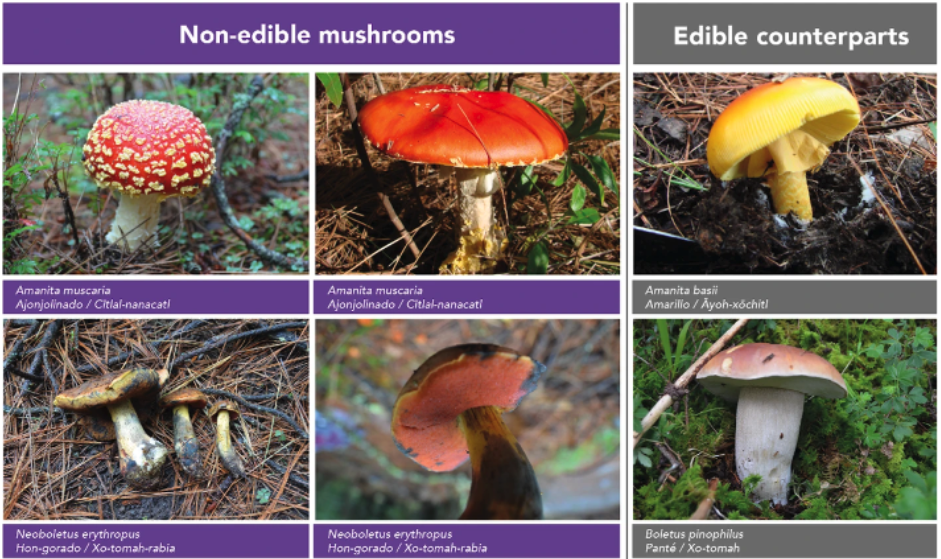 Non-edible mushrooms
Edible counterparts
Amanita muscaria
Ajonjolinado / Cītlal-nanacatl
Amanita muscaria
Ajonjolinado / Cītlal-nanacatl
Amanita basii
Amarillo / Āyoh-xōchitl
Neoboletus erythropus
Hon-gorado / Xo-tomah-rabia
Neoboletus erythropus
Hon-gorado / Xo-tomah-rabia
Boletus pinophilus
Panté / Xo-tomah